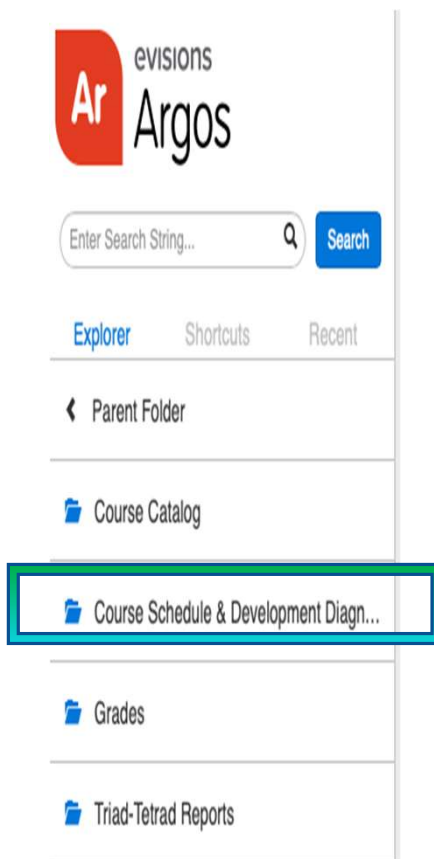 Ar
evisions
Argos
Enter Search String...
Search
Explorer Shortcuts Recent
Parent Folder
Course Catalog
Course Schedule & Development Diagn...
Grades
Triad-Tetrad Reports